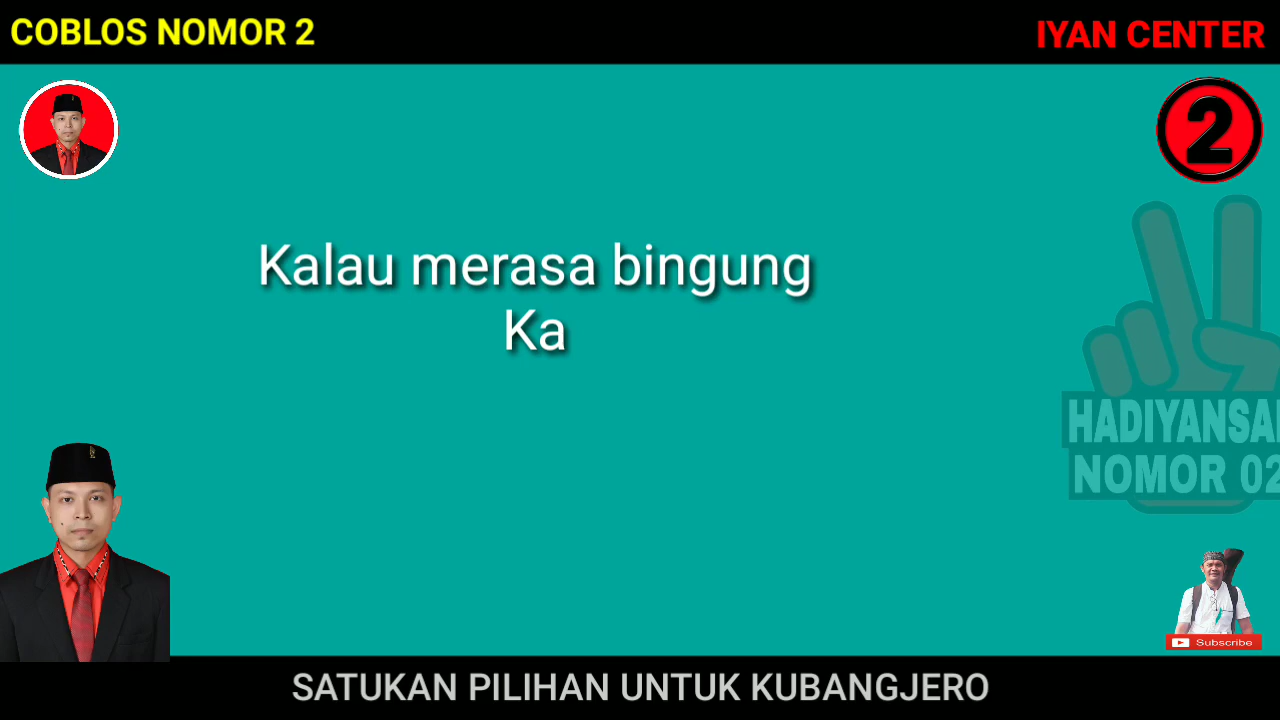 COBLOS NOMOR 2
IYAN CENTER
2
Kalau merasa bingung
Ka
HADIYANSA
NOMOR 02
Subscribe
SATUKAN PILIHAN UNTUK KUBANGJERO